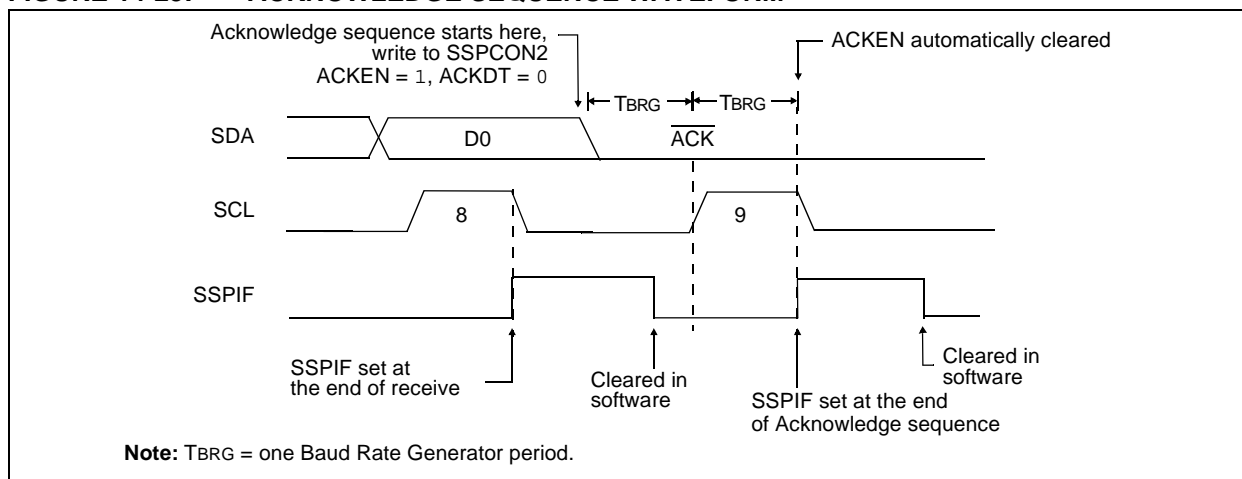 Acknowledge sequence starts here,
write to SSPCON2
ACKEN = 1, ACKDT = 0
ACKEN automatically cleared
TBRG
TBRG
SDA
D0
ACK
SCL
8
9
SSPIF
SSPIF set at
the end of receive
Cleared in
software
SSPIF set at the end
of Acknowledge sequence
Cleared in
software
Note: TBRG = one Baud Rate Generator period.